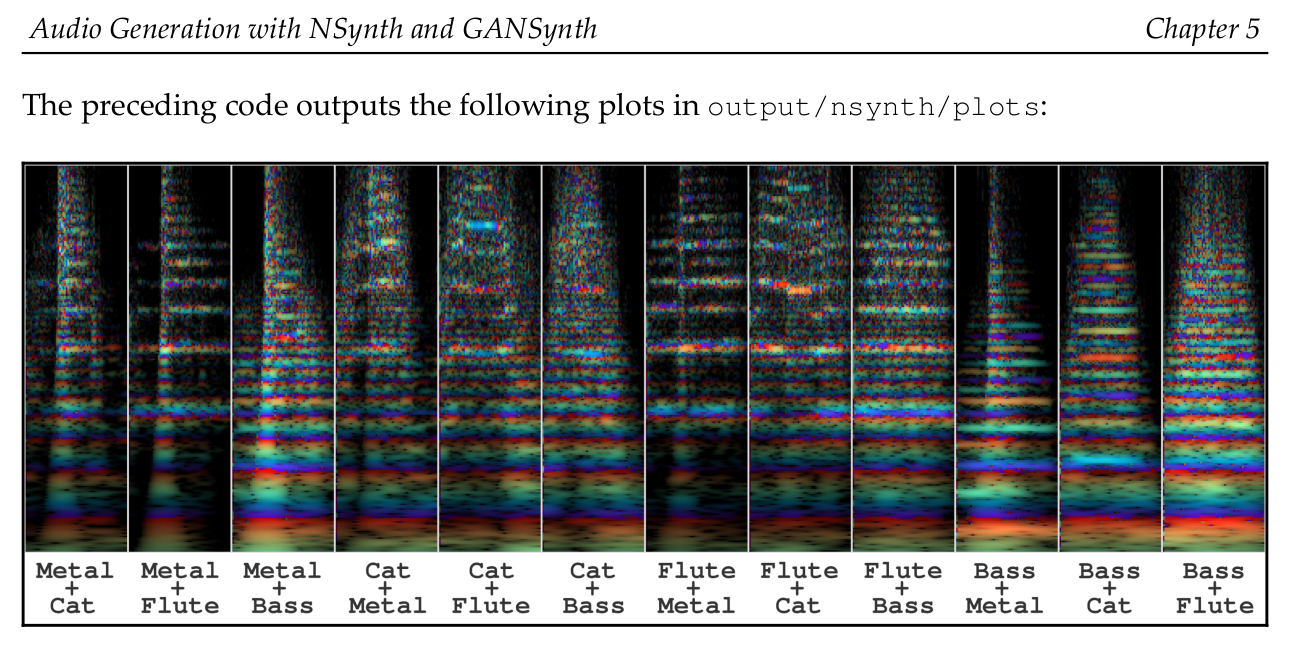 Audio Generation with NSynth and GANSynth Chapter 5
The preceding code outputs the following plots in output/nsynth/plots:
Metal + Cat
Metal + Flute
Metal + Bass
Cat + Metal
Cat + Flute
Cat + Bass
Flute + Metal
Flute + Cat
Flute + Bass
Bass + Metal
Bass + Cat
Bass + Flute